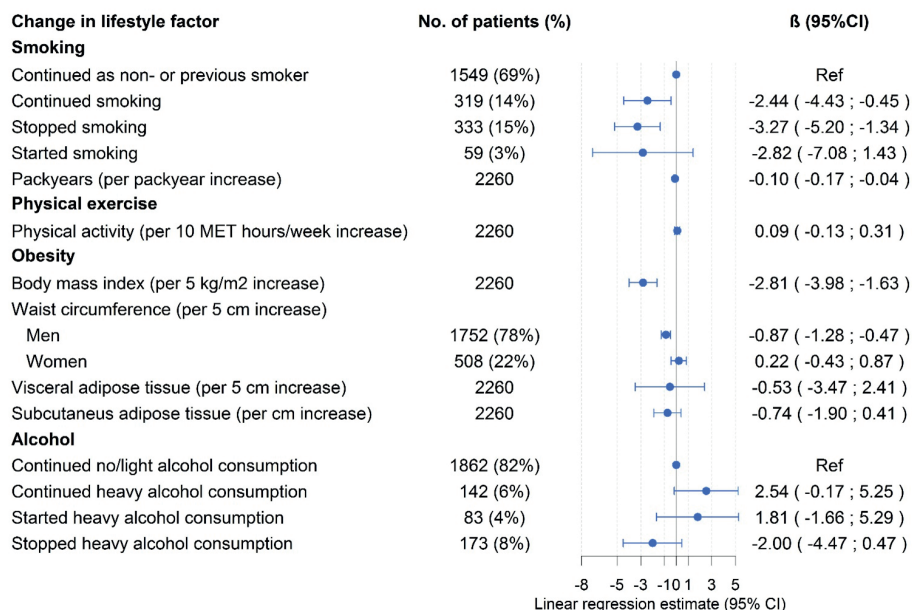 Change in lifestyle factor No. of patients (%) ß (95%CI)
Smoking
Continued as non- or previous smoker 1549 (69%) Ref
Continued smoking 319 (14%) -2.44 ( -4.43 ; -0.45)
Stopped smoking 333 (15%) -3.27 ( -5.20 ; -1.34)
Started smoking 59 (3%) -2.82 ( -7.08 ; 1.43)
Packyears (per packyear increase) 2260 -0.10 ( -0.17 ; -0.04)
Physical exercise
Physical activity (per 10 MET hours/week increase) 2260 0.09 ( -0.13 ; 0.31)
Obesity
Body mass index (per 5 kg/m2 increase) 2260 -2.81 ( -3.98 ; -1.63)
Waist circumference (per 5 cm increase)
Men 1752 (78%) -0.87 ( -1.28 ; -0.47)
Women 508 (22%) 0.22 ( -0.43 ; 0.87)
Visceral adipose tissue (per 5 cm increase) 2260 -0.53 ( -3.47 ; 2.41)
Subcutaneus adipose tissue (per cm increase) 2260 -0.74 ( -1.90 ; 0.41)
Alcohol
Continued no/light alcohol consumption 1862 (82%) Ref
Continued heavy alcohol consumption 142 (6%) 2.54 ( -0.17 ; 5.25)
Started heavy alcohol consumption 83 (4%) 1.81 ( -1.66 ; 5.29)
Stopped heavy alcohol consumption 173 (8%) -2.00 ( -4.47 ; 0.47)
-8 -5 -3 -1 0 1 3 5
Linear regression estimate (95% CI)